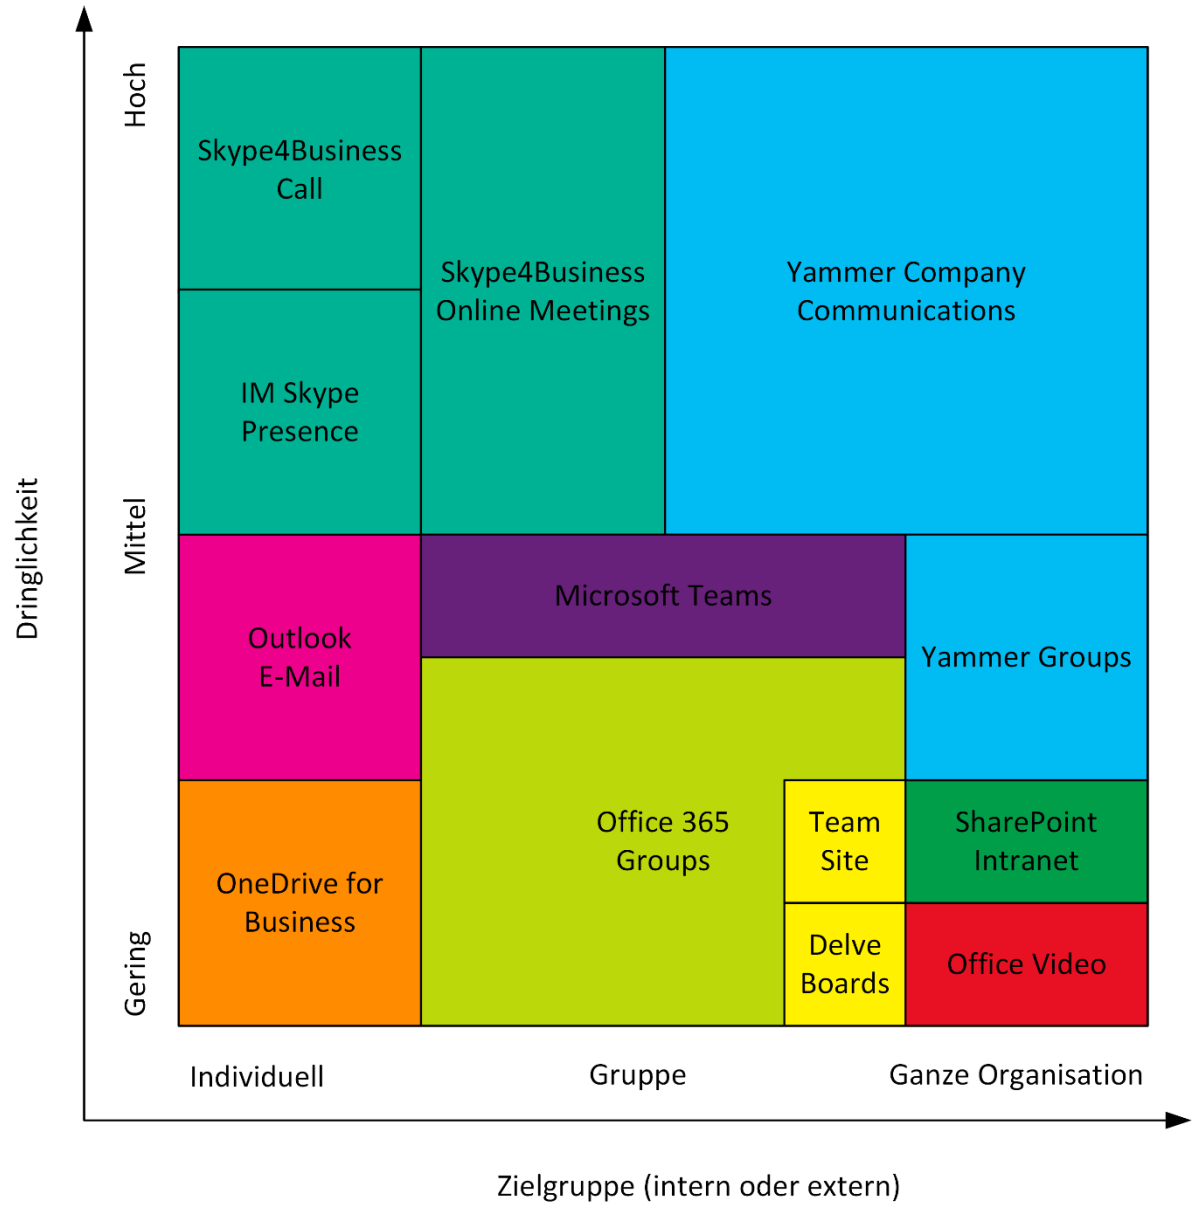 Hoch
Skype4Business
Call
Skype4Business
Online Meetings
Yammer Company
Communications
IM Skype
Presence
Dringlichkeit
Mittel
Outlook
E-Mail
Microsoft Teams
Yammer Groups
Office 365
Groups
Team
Site
SharePoint
Intranet
OneDrive for
Business
Gering
Delve
Boards
Office Video
Individuell
Gruppe
Ganze Organisation
Zielgruppe (intern oder extern)